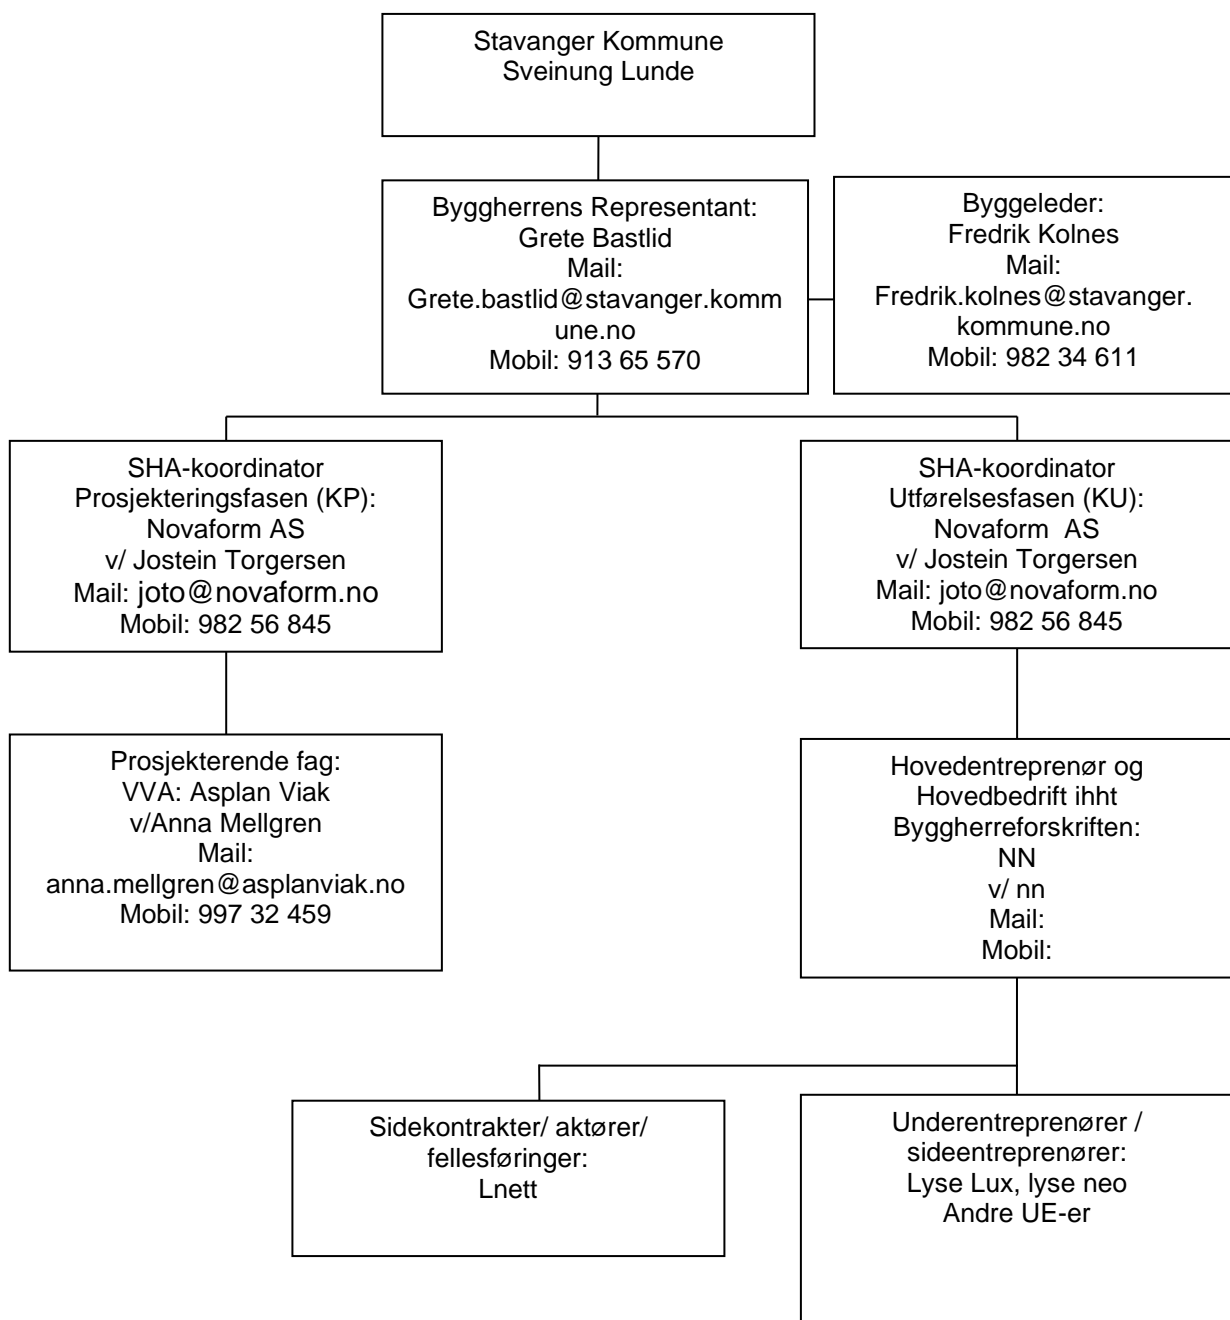 Stavanger Kommune
Sveinung Lunde
Byggherrens Representant:
Grete Bastlid
Mail:
Grete.bastlid@stavanger.komm
une.no
Mobil: 913 65 570
Byggeleder:
Fredrik Kolnes
Mail:
Fredrik.kolnes@stavanger.
kommune.no
Mobil: 982 34 611
SHA-koordinator
Prosjekteringsfasen (KP):
Novaform AS
v/ Jostein Torgersen
Mail: joto@novaform.no
Mobil: 982 56 845
SHA-koordinator
Utførelsesfasen (KU):
Novaform  AS
v/ Jostein Torgersen
Mail: joto@novaform.no
Mobil: 982 56 845
Prosjekterende fag:
VVA: Asplan Viak
v/Anna Mellgren
Mail:
anna.mellgren@asplanviak.no
Mobil: 997 32 459
Hovedentreprenør og
Hovedbedrift ihht
Byggherreforskriften:
NN
v/ nn
Mail:
Mobil:
Sidekontrakter/ aktører/
fellesføringer:
Lnett
Underentreprenører /
sideentreprenører:
Lyse Lux, lyse neo
Andre UE-er